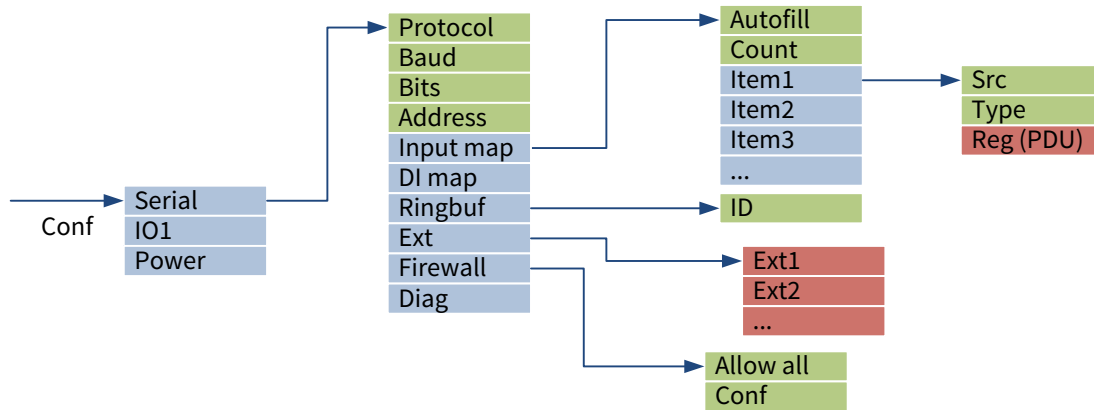 Conf
Serial
IO1
Power
Protocol
Baud
Bits
Address
Input map
DI map
Ringbuf
Ext
Firewall
Diag
Autofill
Count
Item1
Item2
Item3
...
Src
Type
Reg (PDU)
ID
Ext1
Ext2
...
Allow all
Conf